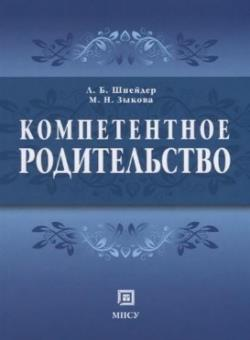 Л. Б. Шнейдер
М. Н. Зыкова
КОМПЕТЕНТНОЕ
РОДИТЕЛЬСТВО
МПСУ